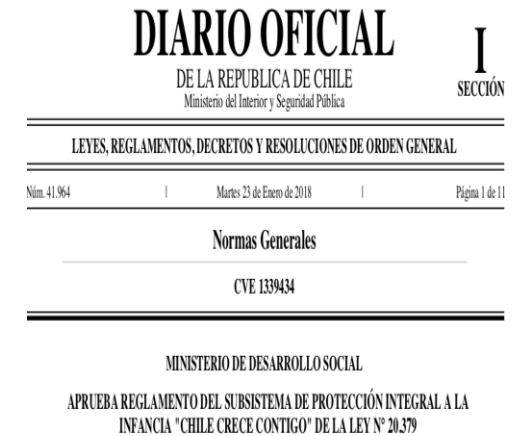 DIARIO OFICIAL
I
DE LA REPUBLICA DE CHILE
SECCIÓN
Ministerio del Interior y Seguridad Pública
LEYES, REGLAMENTOS, DECRETOS Y RESOLUCIONES DE ORDEN GENERAL
Núm. 41.964 | Martes 23 de Enero de 2018 | Página 1 de 11
Normas Generales
CVE 1339434
MINISTERIO DE DESARROLLO SOCIAL
APRUEBA REGLAMENTO DEL SUBSISTEMA DE PROTECCIÓN INTEGRAL A LA
INFANCIA "CHILE CRECE CONTIGO" DE LA LEY N° 20.379